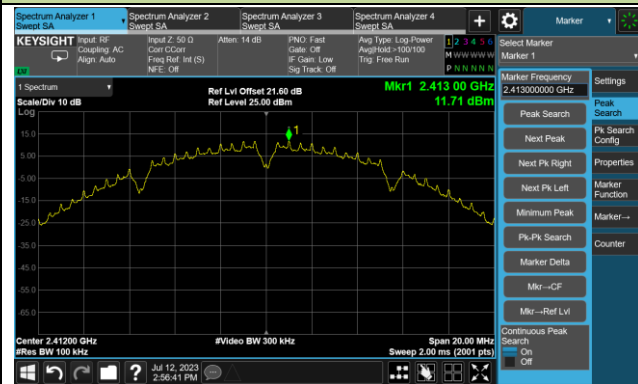 Spectrum Analyzer 1
Swept SA
Spectrum Analyzer 2
Swept SA
Spectrum Analyzer 3
Swept SA
Spectrum Analyzer 4
Swept SA
Marker
KEYSIGHT
Input: RF
Coupling: AC
Align: Auto
Input Z: 50 Ω
Corr CCorr
Freq Ref: Int (S)
NFE: Off
Atten: 14 dB
PNO: Fast
Gate: Off
IF Gain: Low
Sig Track: Off
Avg Type: Log-Power
Avg|Hold:>100/100
Trig: Free Run
1 2 3 4 5 6
M W W W W W
P N N N N N
Select Marker
Marker 1
1 Spectrum
Scale/Div 10 dB
Log
Ref Lvl Offset 21.60 dB
Ref Level 25.00 dBm
Mkr1 2.413 00 GHz
11.71 dBm
1
15.0
5.00
-5.00
-15.0
-25.0
-35.0
-45.0
-55.0
-65.0
Center 2.41200 GHz
#Res BW 100 kHz
#Video BW 300 kHz
Span 20.00 MHz
Sweep 2.00 ms (2001 pts)
Marker Frequency
2.413000000 GHz
Peak Search
Next Peak
Next Pk Right
Next Pk Left
Minimum Peak
Pk-Pk Search
Marker Delta
Mkr→CF
Mkr→Ref Lvl
Continuous Peak
Search
On
Off
Settings
Peak
Search
Pk Search
Config
Properties
Marker
Function
Marker→
Counter
Jul 12, 2023
2:56:41 PM